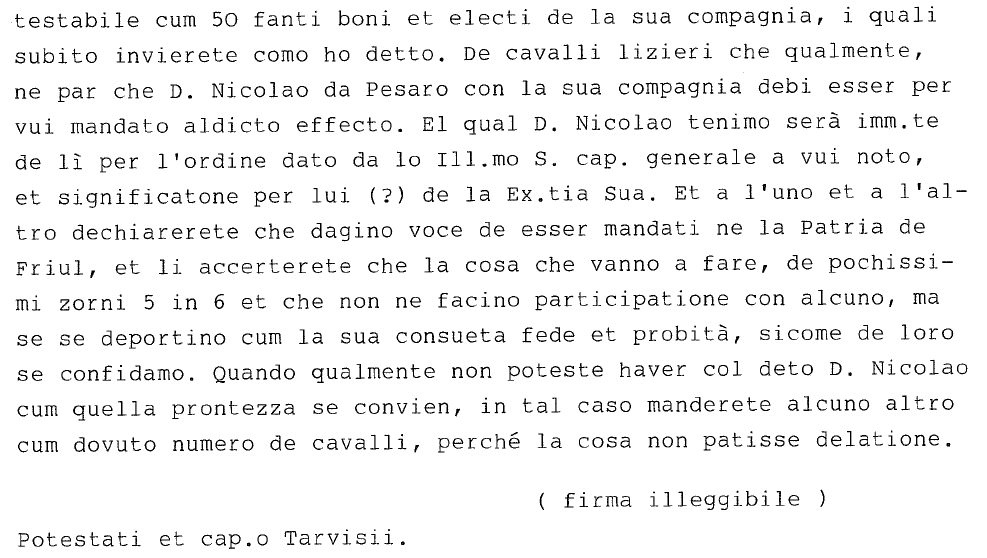 testabile cum 50 fanti boni et electi de la sua compagnia, i quali
subito invierete como ho detto. De cavalli lizieri che qualmente,
ne par che D. Nicolao da Pesaro con la sua compagnia debi esser per
vui mandato aldicto effecto. El qual D. Nicolao tenimo serà imm.te
de lì per l'ordine dato da lo Ill.mo S. cap. generale a vui noto,
et significatone per lui (?) de la Ex.tia Sua. Et a l'uno et a l'al-
tro dechiarerete che dagino voce de esser mandati ne la Patria de
Friul, et li accerterete che la cosa che vanno a fare, de pochissi-
mi zorni 5 in 6 et che non ne facino participatione con alcuno, ma
se se deportino cum la sua consueta fede et probità, sicome de loro
se confidamo. Quando qualmente non poteste haver col deto D. Nicolao
cum quella prontezza se convien, in tal caso manderete alcuno altro
cum dovuto numero de cavalli, perché la cosa non patisse delatione.
( firma illeggibile )
Potestati et cap.o Tarvisii.